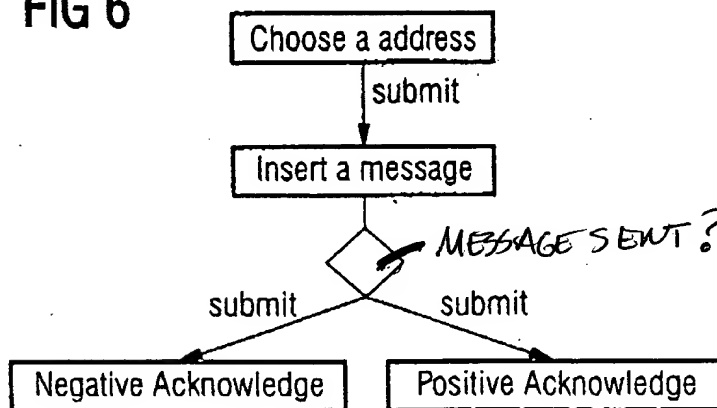 FIG 6
Choose a address
submit
Insert a message
MESSAGE SENT?
submit submit
Negative Acknowledge Positive Acknowledge